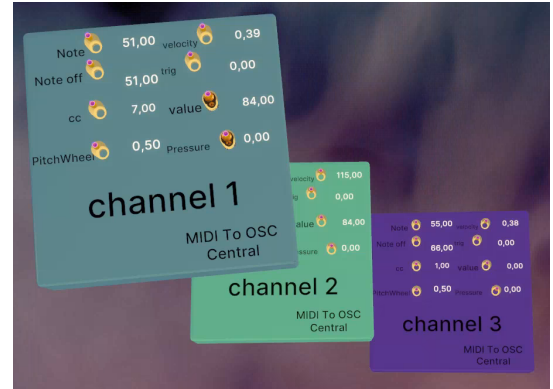 Note 51,00 velocity 0,39
Note off 51,00 trig 0,00
cc 7,00 value 84,00
PitchWheel 0,50 Pressure 0,00
channel 1
MIDI To OSC
Central
velocity 115,00
0,00
value 84,00
0,00
channel 2
MIDI To OSC
Central
Note 55,00 velocity 0,38
Note off 66,00 trig 0,00
cc 1,00 value 0,00
PitchWheel 0,50 Pressure 0,00
channel 3
MIDI To OSC
Central